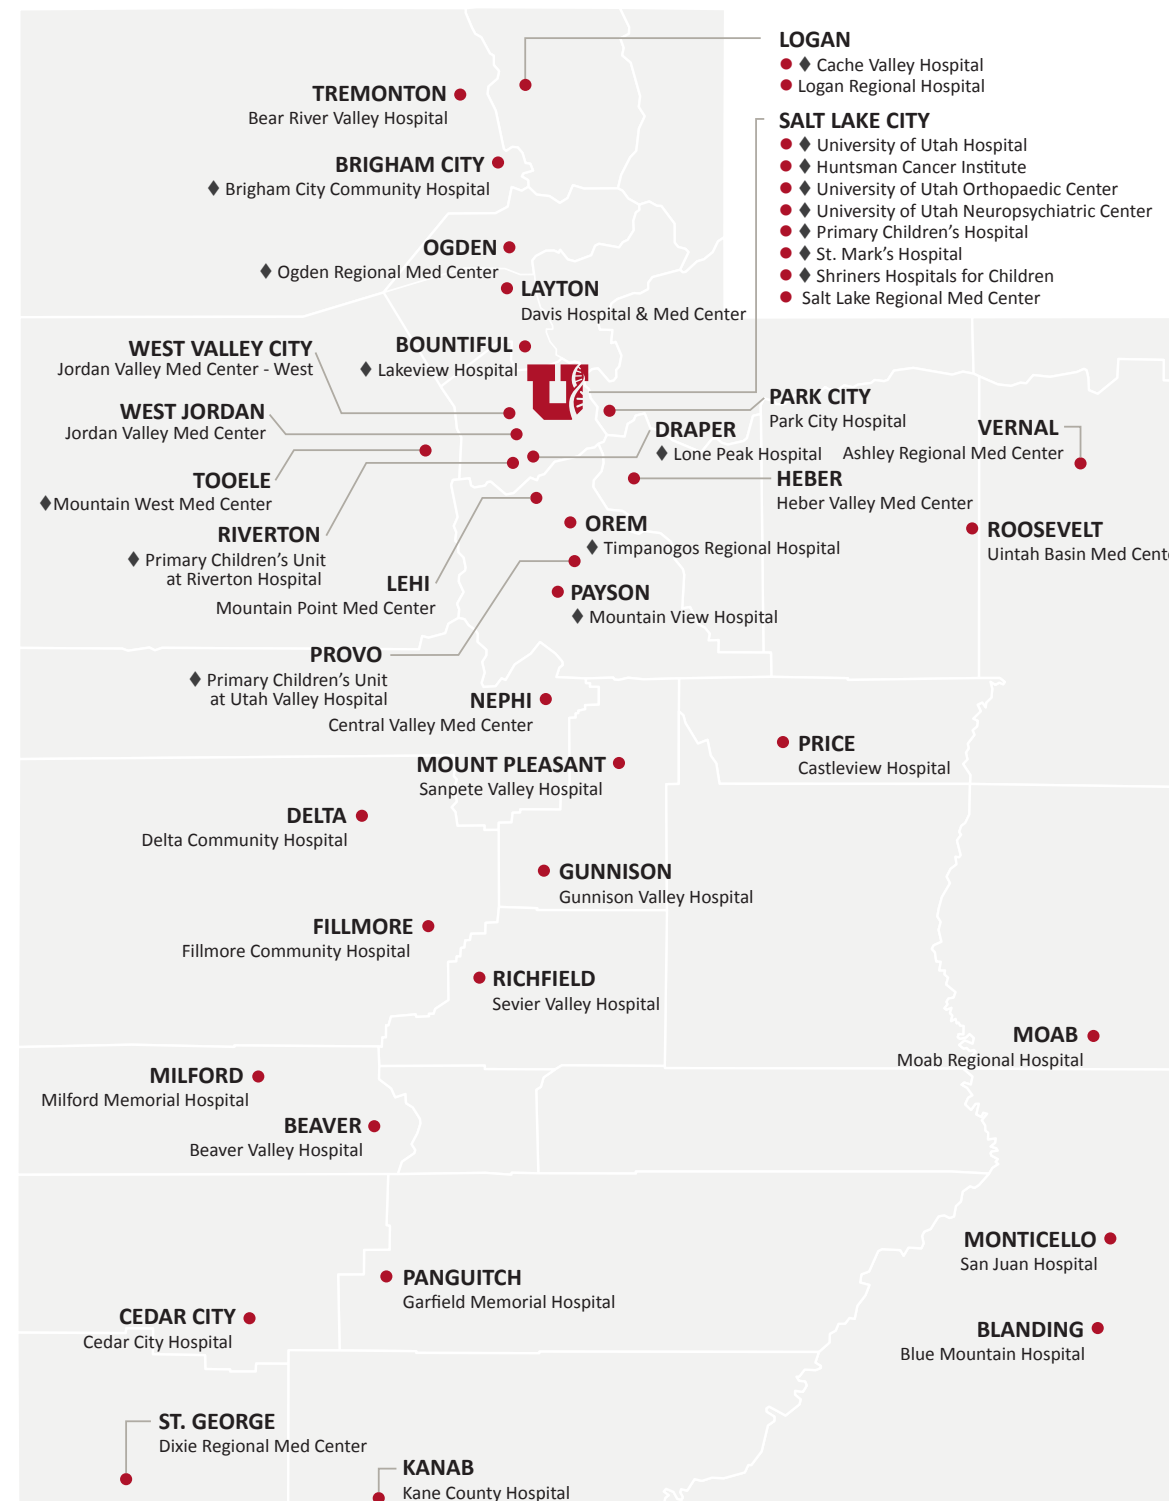 LOGAN
● ♦ Cache Valley Hospital
● Logan Regional Hospital
TREMONTON
Bear River Valley Hospital
SALT LAKE CITY
● ♦ University of Utah Hospital
● ♦ Huntsman Cancer Institute
● ♦ University of Utah Orthopaedic Center
● ♦ University of Utah Neuropsychiatric Center
● ♦ Primary Children's Hospital
● ♦ St. Mark's Hospital
● ♦ Shriners Hospitals for Children
● Salt Lake Regional Med Center
BRIGHAM CITY
♦ Brigham City Community Hospital
OGDEN
♦ Ogden Regional Med Center
LAYTON
Davis Hospital & Med Center
BOUNTIFUL
♦ Lakeview Hospital
WEST VALLEY CITY
Jordan Valley Med Center - West
U
WEST JORDAN
Jordan Valley Med Center
PARK CITY
Park City Hospital
DRAPER
♦ Lone Peak Hospital
VERNAL
Ashley Regional Med Center
TOOELE
♦Mountain West Med Center
HEBER
Heber Valley Med Center
RIVERTON
♦ Primary Children's Unit
at Riverton Hospital
OREM
♦ Timpanogos Regional Hospital
ROOSEVELT
Uintah Basin Med
LEHI
Mountain Point Med Center
PAYSON
♦ Mountain View Hospital
PROVO
♦ Primary Children's Unit
at Utah Valley Hospital
NEPHI
Central Valley Med Center
PRICE
Castleview Hospital
MOUNT PLEASANT
Sanpete Valley Hospital
DELTA
Delta Community Hospital
GUNNISON
Gunnison Valley Hospital
FILLMORE
Fillmore Community Hospital
RICHFIELD
Sevier Valley Hospital
MOAB
Moab Regional Hospital
MILFORD
Milford Memorial Hospital
BEAVER
Beaver Valley Hospital
MONTICELLO
San Juan Hospital
PANGUITCH
Garfield Memorial Hospital
CEDAR CITY
Cedar City Hospital
BLANDING
Blue Mountain Hospital
ST. GEORGE
Dixie Regional Med Center
KANAB
Kane County Hospital